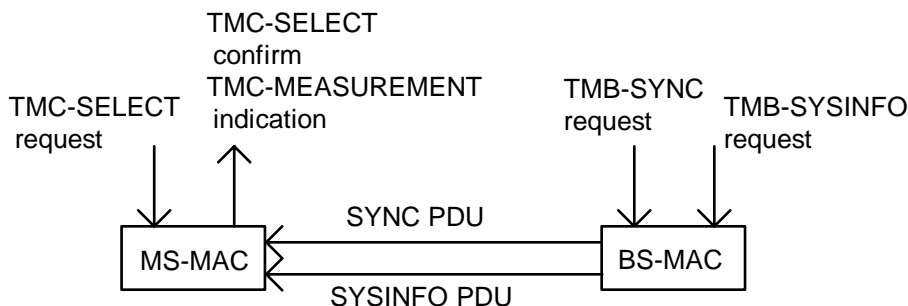 TMC-SELECT
confirm
TMC-MEASUREMENT
indication
TMC-SELECT
request
TMB-SYNC
request
TMB-SYSINFO
request
SYNC PDU
MS-MAC
BS-MAC
SYSINFO PDU